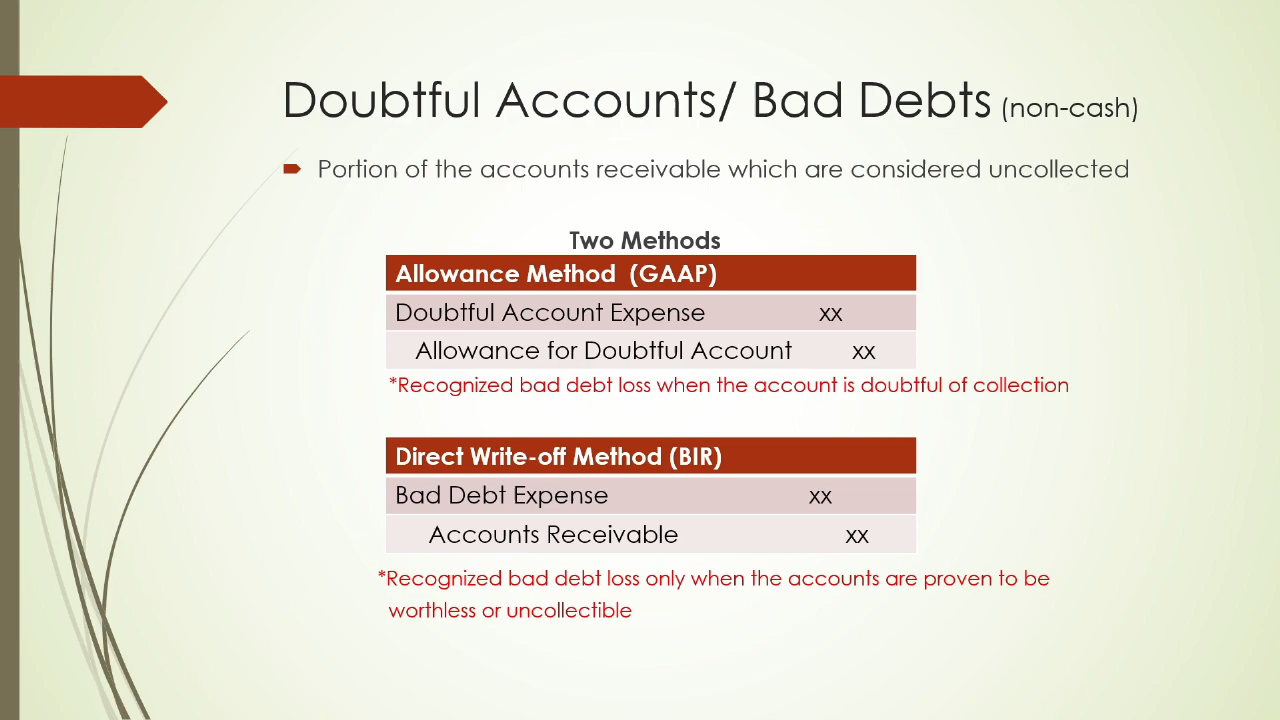 Doubtful Accounts/ Bad Debts (non-cash)
Portion of the accounts receivable which are considered uncollected
Two Methods
Allowance Method (GAAP)
Doubtful Account Expense xx
Allowance for Doubtful Account xx
*Recognized bad debt loss when the account is doubtful of collection
Direct Write-off Method (BIR)
Bad Debt Expense xx
Accounts Receivable xx
*Recognized bad debt loss only when the accounts are proven to be
worthless or uncollectible